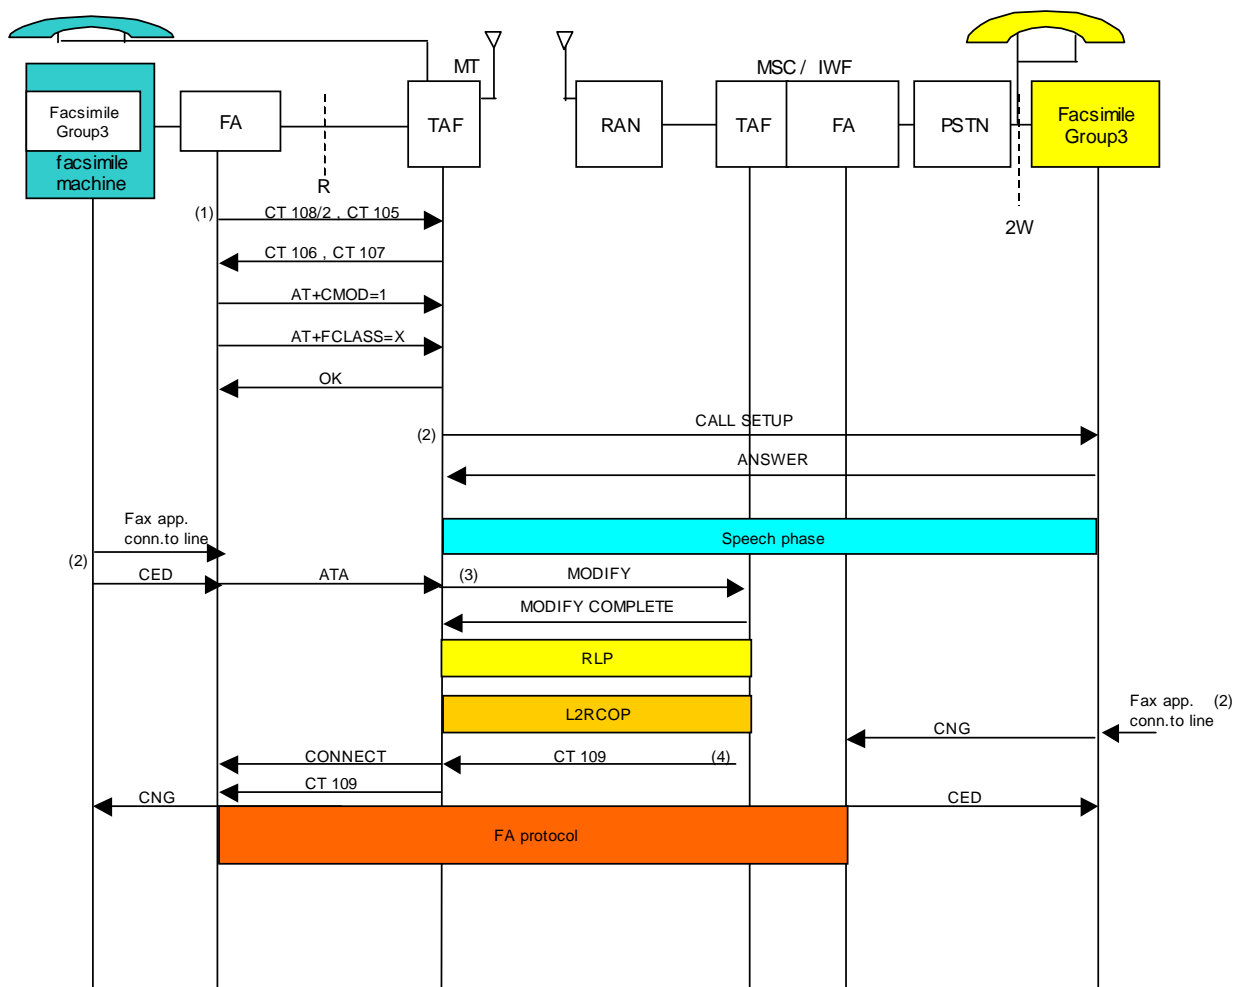 MT
MSC / IWF
Facsimile
Group3
facsimile
machine
FA
TAF
RAN
TAF
FA
PSTN
Facsimile
Group3
R
2W
(1)
CT 108/2 , CT 105
CT 106 , CT 107
AT+CMOD=1
AT+FCLASS=X
OK
(2)
CALL SETUP
ANSWER
Fax app.
conn.to line
(2)
Speech phase
CED
ATA
(3)
MODIFY
MODIFY COMPLETE
RLP
L2RCOP
Fax app. (2)
conn.to line
CNG
CONNECT
CT 109
(4)
CT 109
CNG
CED
FA protocol